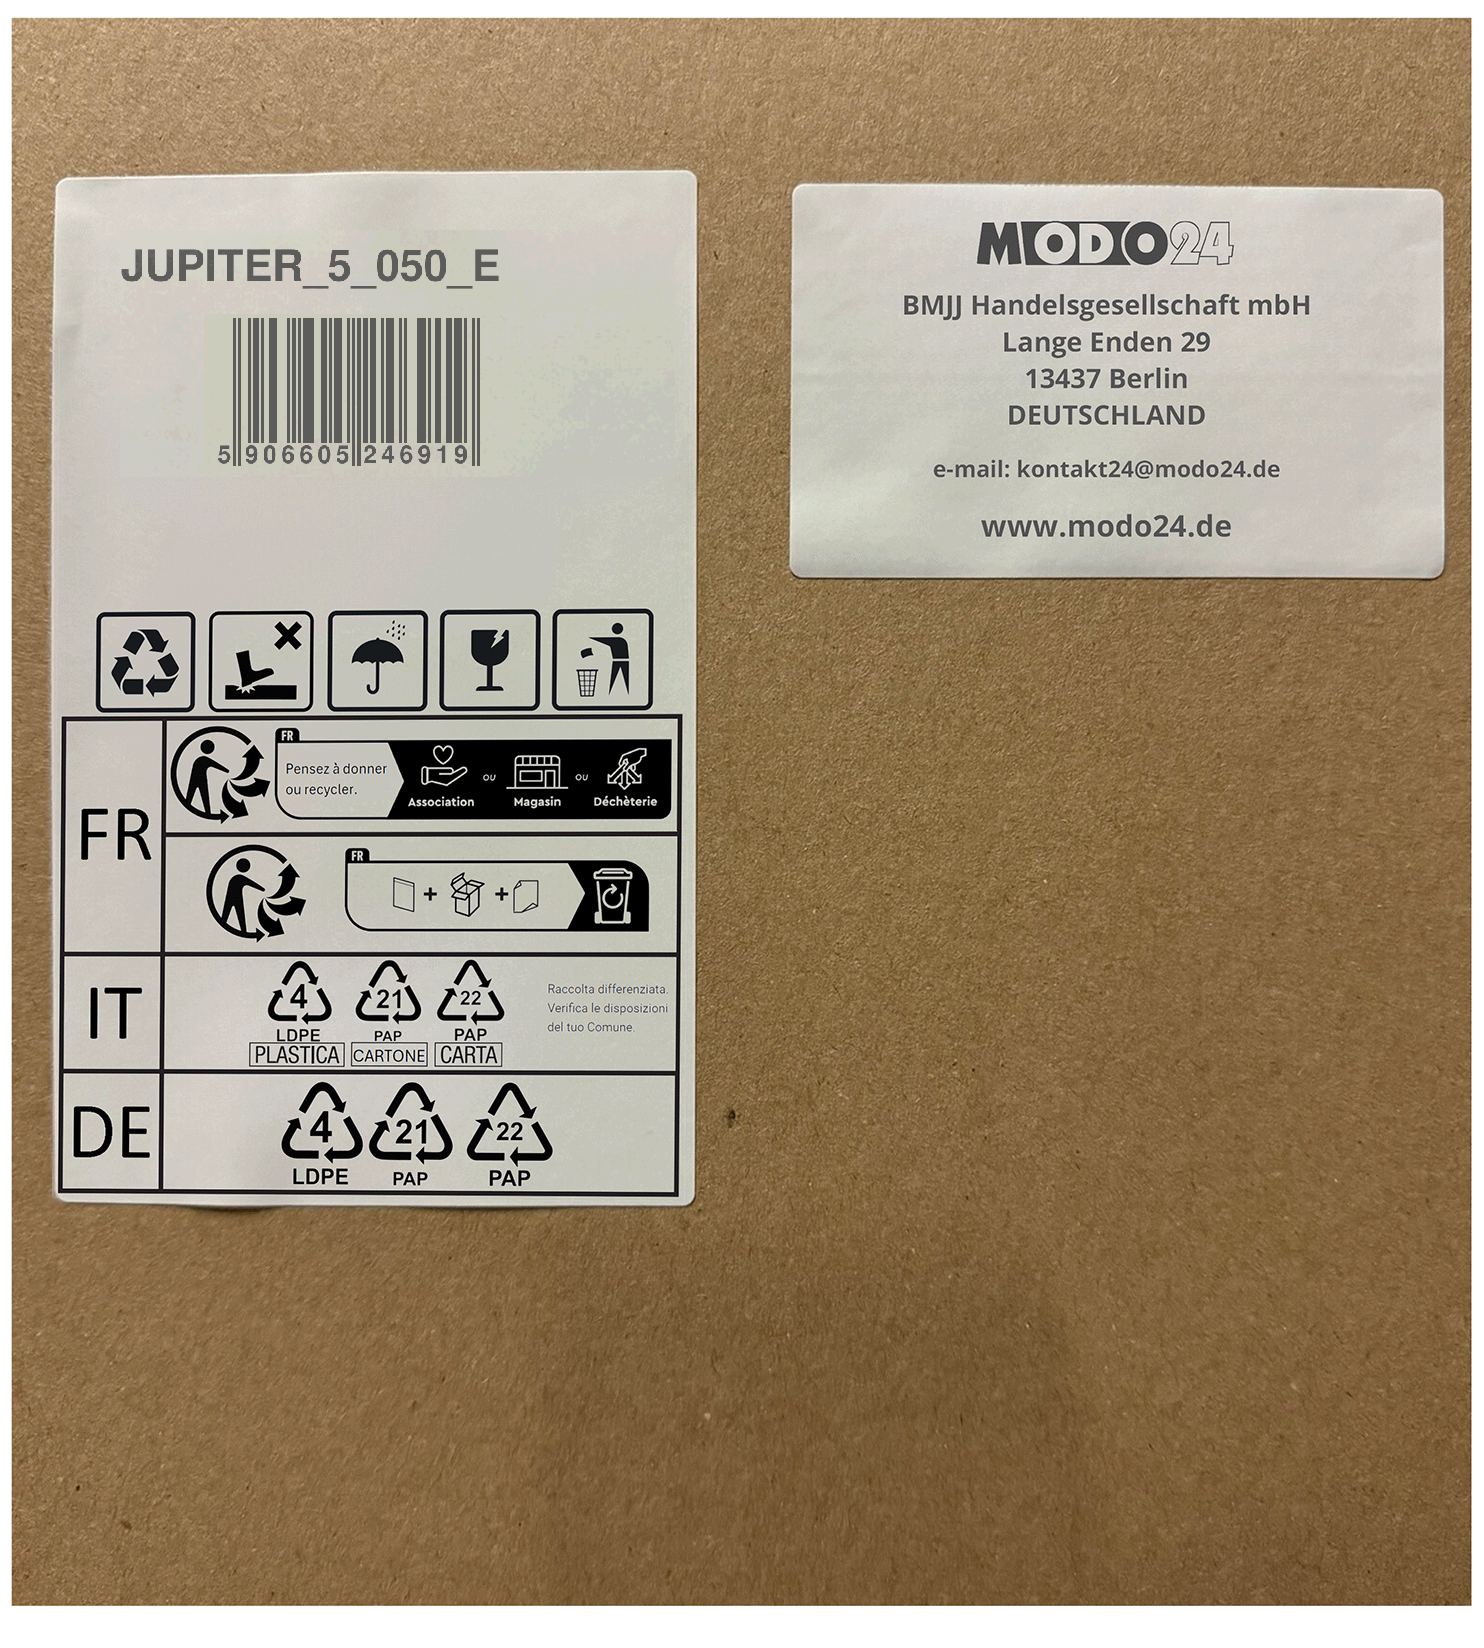 JUPITER_5_050_E
5 906605 246919
FR
FR
Pensez à donner
ou recycler.
Association
ou
Magasin
ou
Déchèterie
FR
+ +
IT
4
LDPE
PLASTICA
21
PAP
CARTONE
22
PAP
CARTA
Raccolta differenziata.
Verifica le disposizioni
del tuo Comune.
DE
4
LDPE
21
PAP
22
PAP
MODO24
BMJJ Handelsgesellschaft mbH
Lange Enden 29
13437 Berlin
DEUTSCHLAND
e-mail: kontakt24@modo24.de
www.modo24.de